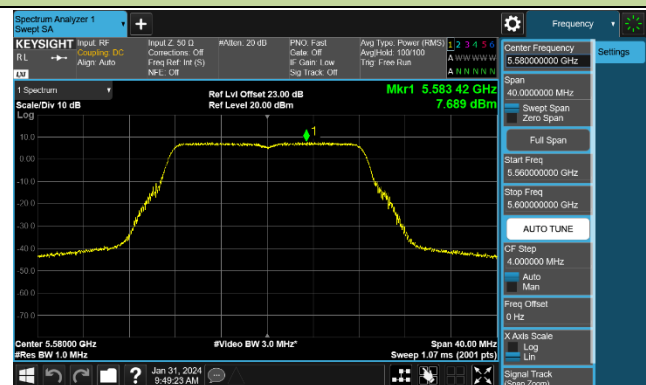 Spectrum Analyzer 1
Swept SA
Frequency
KEYSIGHT
Input: RF
Coupling: DC
Align: Auto
Input Z: 50 Ω
Corrections: Off
Freq Ref: Int (S)
NFE: Off
#Atten: 20 dB
PNO: Fast
Gate: Off
IF Gain: Low
Sig Track: Off
Avg Type: Power (RMS)
Avg|Hold: 100/100
Trig: Free Run
1 2 3 4 5 6
A W W W W W
A N N N N N
RL
LXI
1 Spectrum
Scale/Div 10 dB
Log
Ref Lvl Offset 23.00 dB
Ref Level 20.00 dBm
Mkr1 5.583 42 GHz
7.689 dBm
1
10.0
0.00
-10.0
-20.0
-30.0
-40.0
-50.0
-60.0
-70.0
Center 5.58000 GHz
#Res BW 1.0 MHz
#Video BW 3.0 MHz*
Span 40.00 MHz
Sweep 1.07 ms (2001 pts)
Jan 31, 2024
9:49:23 AM
Center Frequency
5.580000000 GHz
Settings
Span
40.0000000 MHz
Swept Span
Zero Span
Full Span
Start Freq
5.560000000 GHz
Stop Freq
5.600000000 GHz
AUTO TUNE
CF Step
4.000000 MHz
Auto
Man
Freq Offset
0 Hz
X Axis Scale
Log
Lin
Signal Track
(Span Zoom)